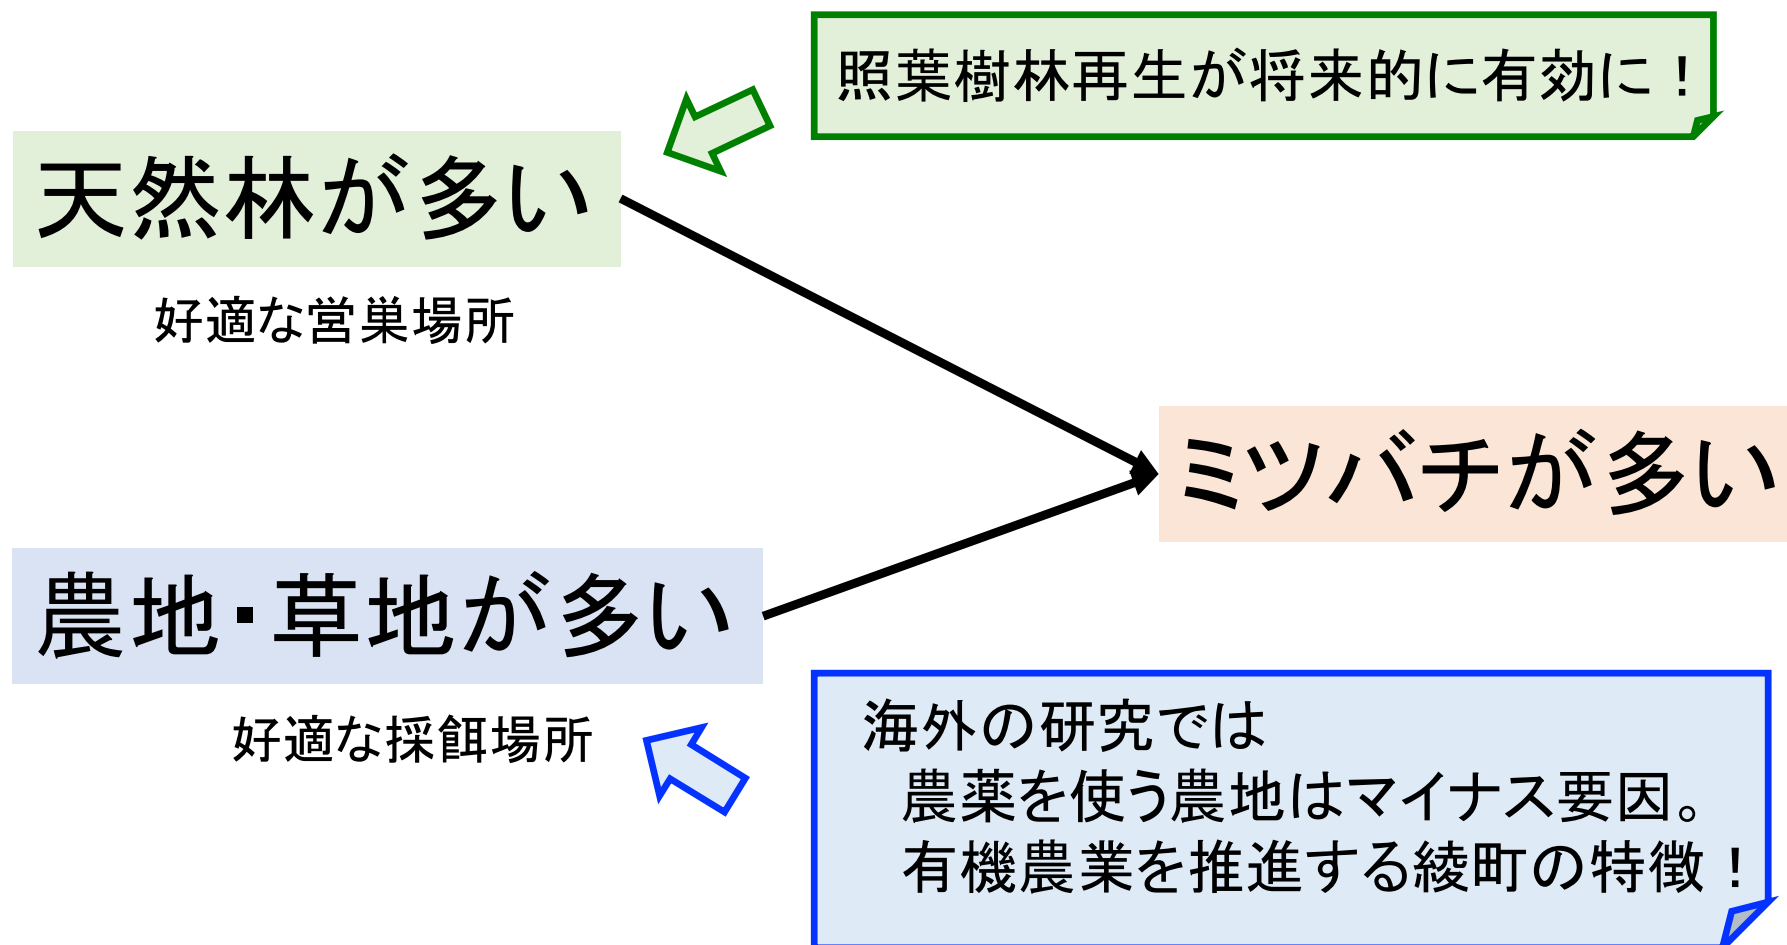 照葉樹林再生が将来的に有効に！
天然林が多い
好適な営巣場所
ミツバチが多い
農地・草地が多い
好適な採餌場所
海外の研究では
農薬を使う農地はマイナス要因。
有機農業を推進する綾町の特徴！